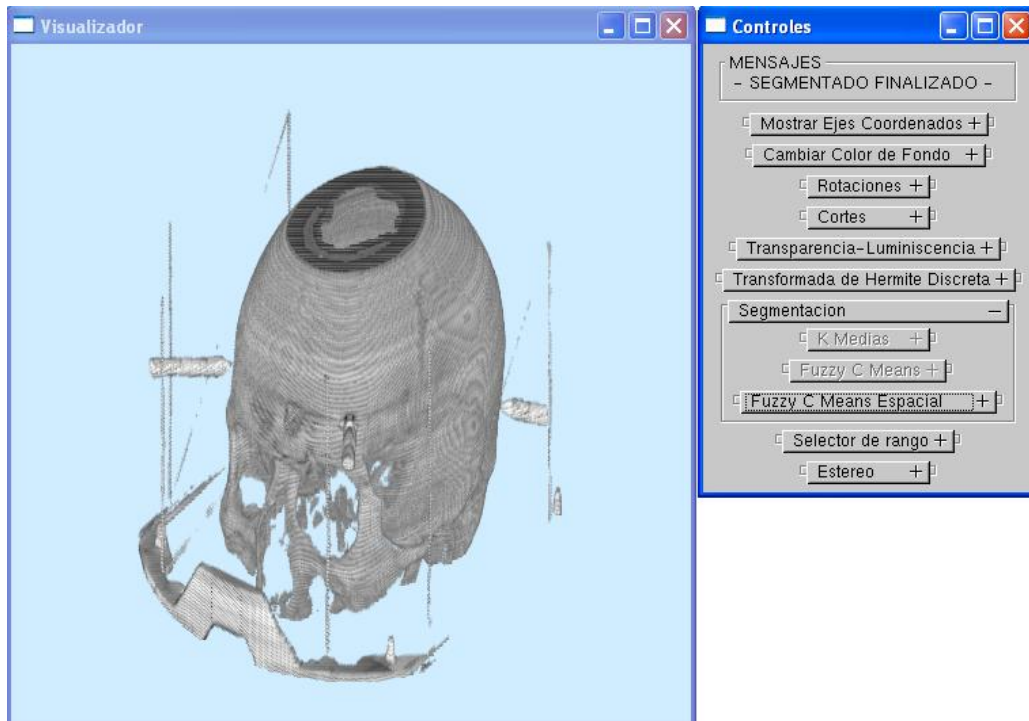 Visualizador
Controles
MENSAJES
- SEGMENTADO FINALIZADO -
Mostrar Ejes Coordenados +
Cambiar Color de Fondo +
Rotaciones +
Cortes +
Transparencia-Luminiscencia +
Transformada de Hermite Discreta +
Segmentacion -
K Medias +
Fuzzy C Means +
Fuzzy C Means Espacial +
Selector de rango +
Estereo +